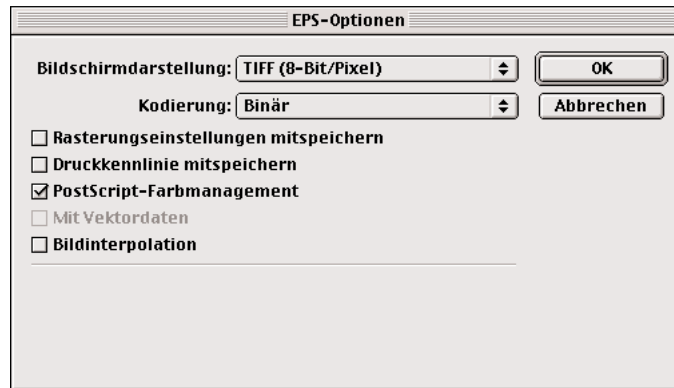 EPS-Optionen
Bildschirmdarstellung: TIFF (8-Bit/Pixel) OK
Kodierung: Binär Abbrechen
Rasterungseinstellungen mitspeichern
Druckkennlinie mitspeichern
PostScript-Farbmanagement
Mit Vektordaten
Bildinterpolation